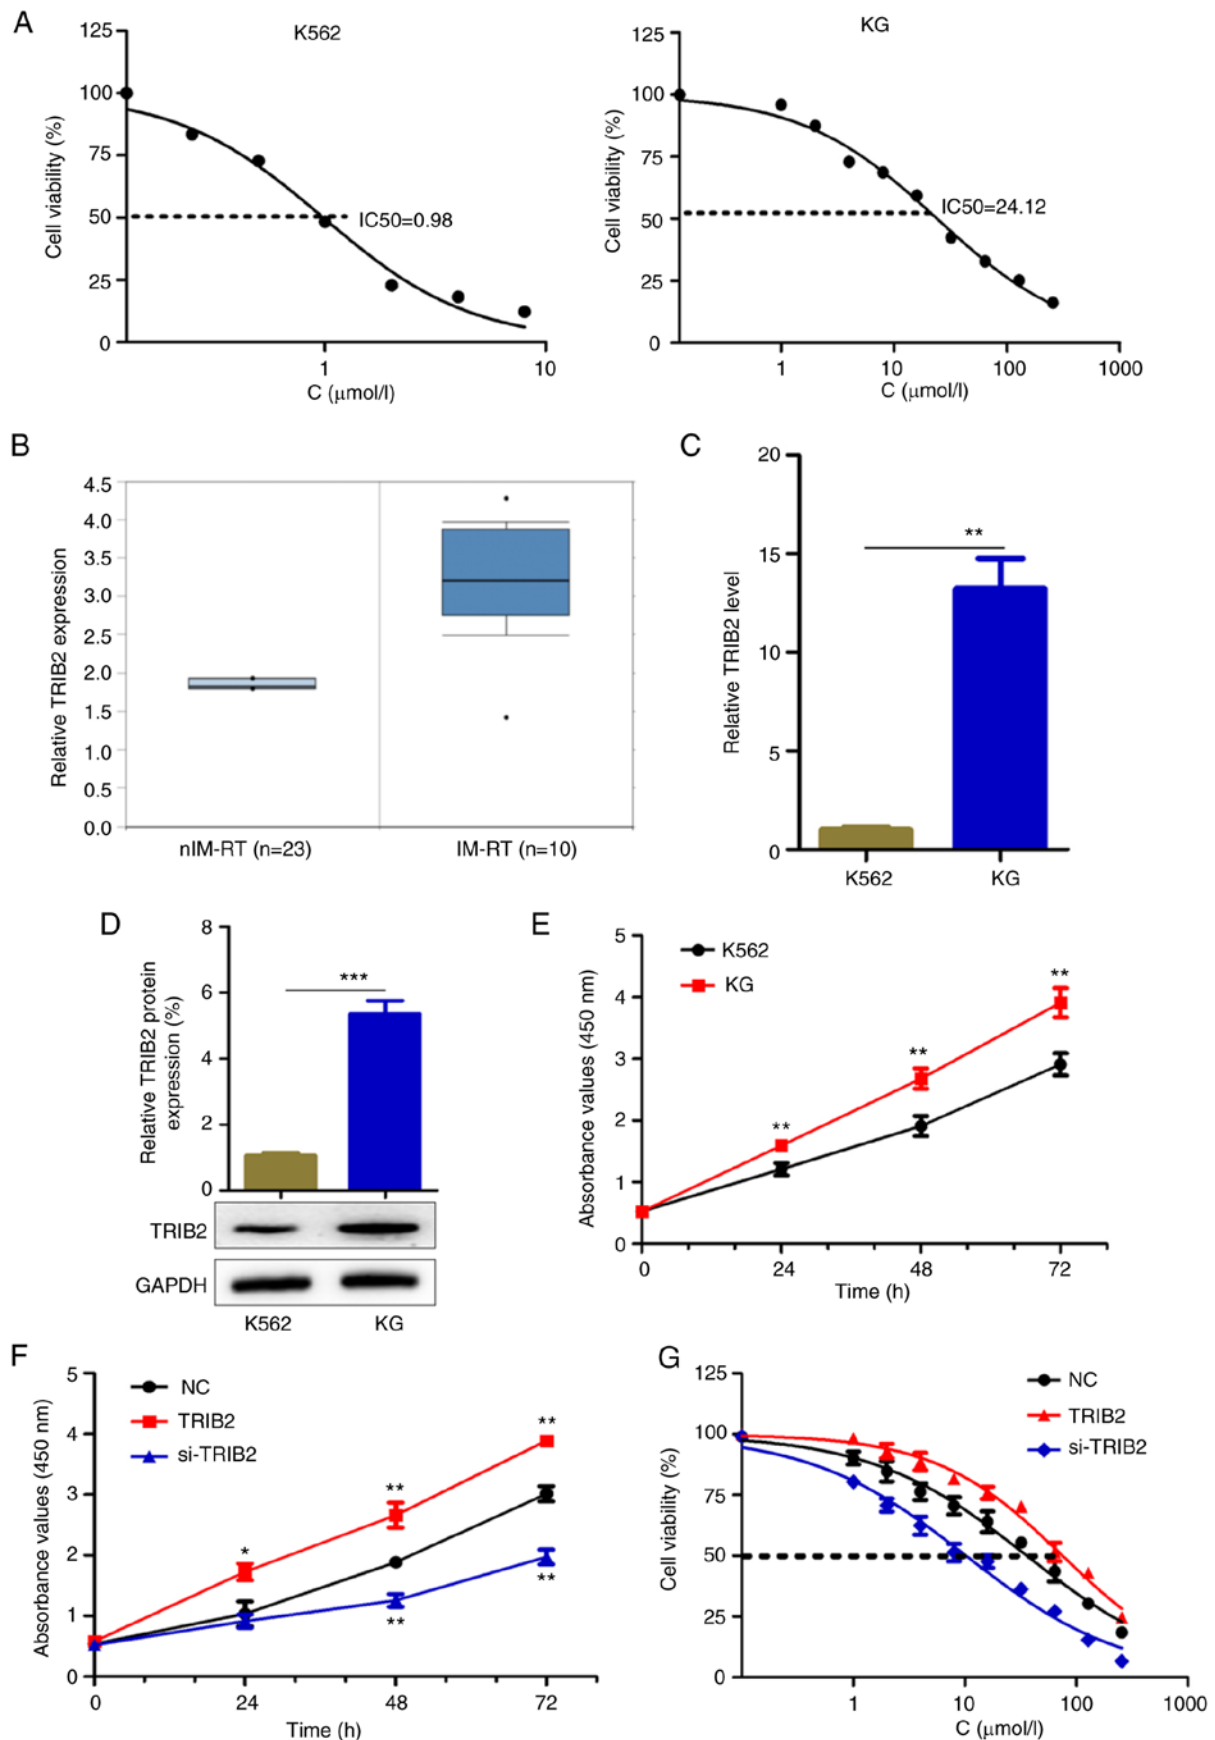 A
K562
125
100
75
50
25
0
Cell viability (%)
IC50=0.98
1
10
C (μmol/l)
KG
125
100
75
50
25
0
Cell viability (%)
IC50=24.12
1
10
100
1000
C (μmol/l)
B
4.5
4.0
3.5
3.0
2.5
2.0
1.5
1.0
0.5
0.0
Relative TRIB2 expression
nIM-RT (n=23)
IM-RT (n=10)
C
20
15
10
5
0
Relative TRIB2 level
**
K562
KG
D
8
6
4
2
0
Relative TRIB2 protein
expression (%)
***
TRIB2
GAPDH
K562
KG
E
5
4
3
2
1
0
Absorbance values (450 nm)
K562
KG
**
**
**
0
24
48
72
Time (h)
F
5
4
3
2
1
0
Absorbance values (450 nm)
NC
TRIB2
si-TRIB2
*
**
**
**
**
0
24
48
72
Time (h)
G
125
100
75
50
25
0
Cell viability (%)
NC
TRIB2
si-TRIB2
1
10
100
1000
C (μmol/l)